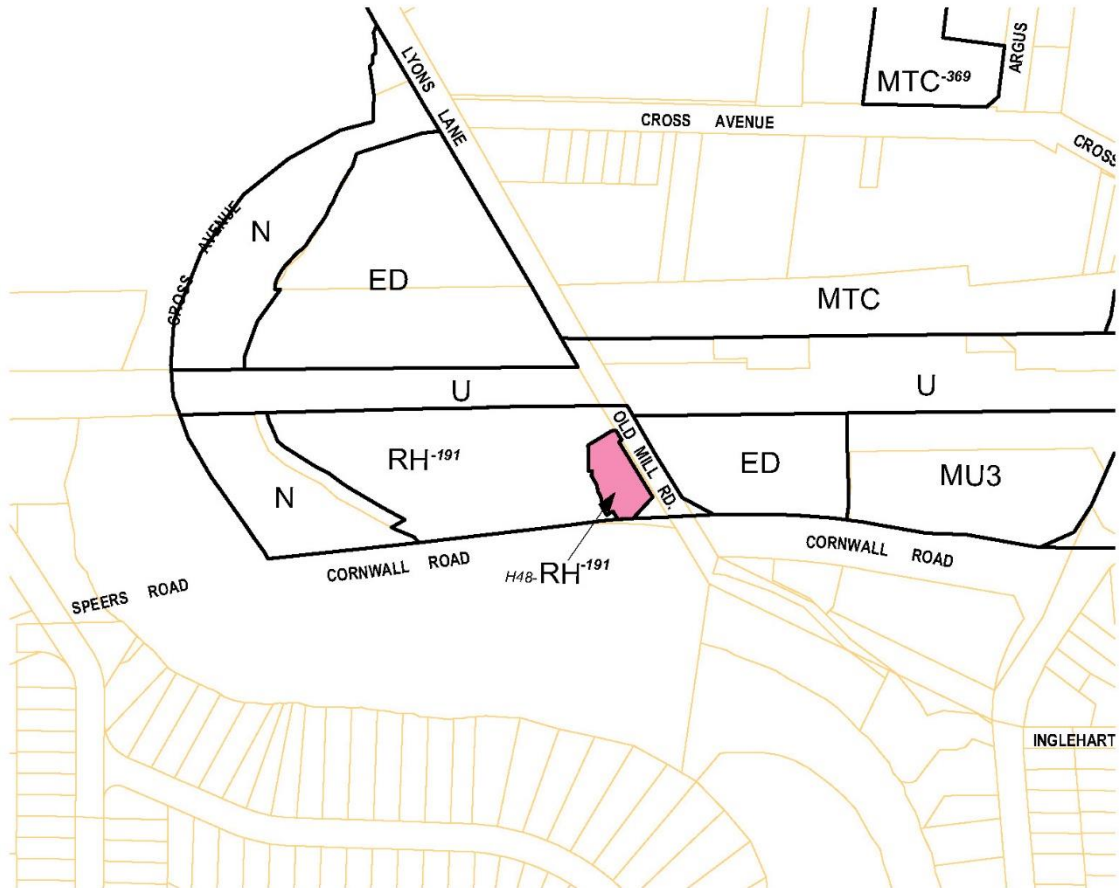 ARGUS
MTC-369
LYONS LANE
CROSS AVENUE
CROSS
CROSS AVENUE
N
ED
MTC
U
U
OLD MILL RD.
RH-191
ED
MU3
N
CORNWALL ROAD
CORNWALL ROAD
H48-RH-191
SPEERS ROAD
INGLEHART